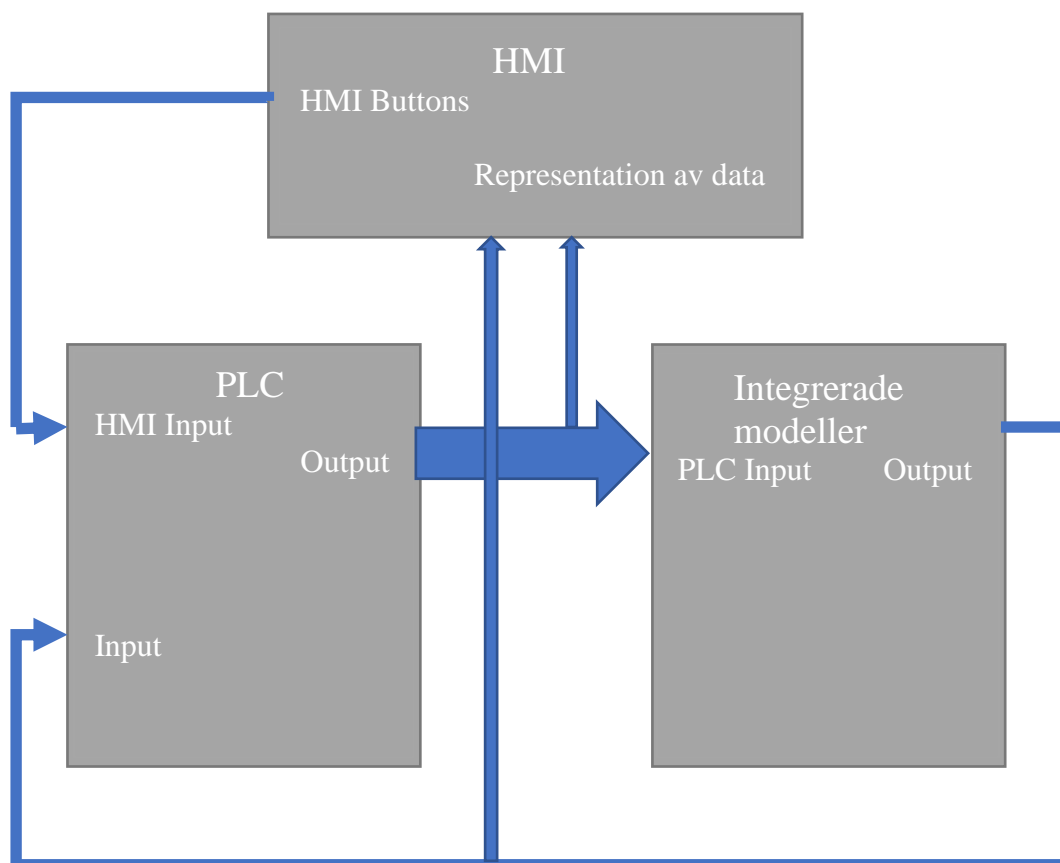 HMI
HMI Buttons
Representation av data
PLC
HMI Input
Output
Input
Integrerade
modeller
PLC Input
Output